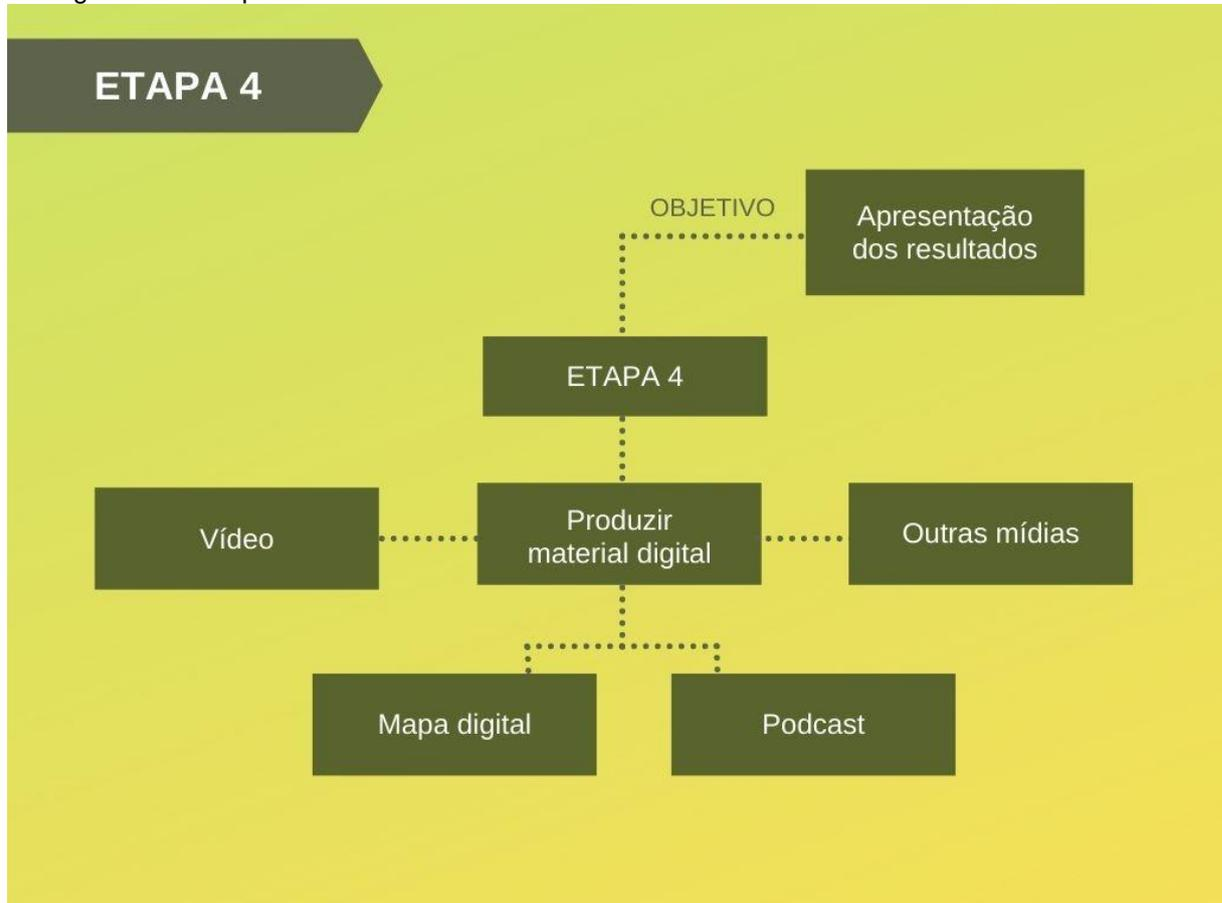 ETAPA 4
OBJETIVO
Apresentação
dos resultados
ETAPA 4
Vídeo
Produzir
material digital
Outras mídias
Mapa digital
Podcast